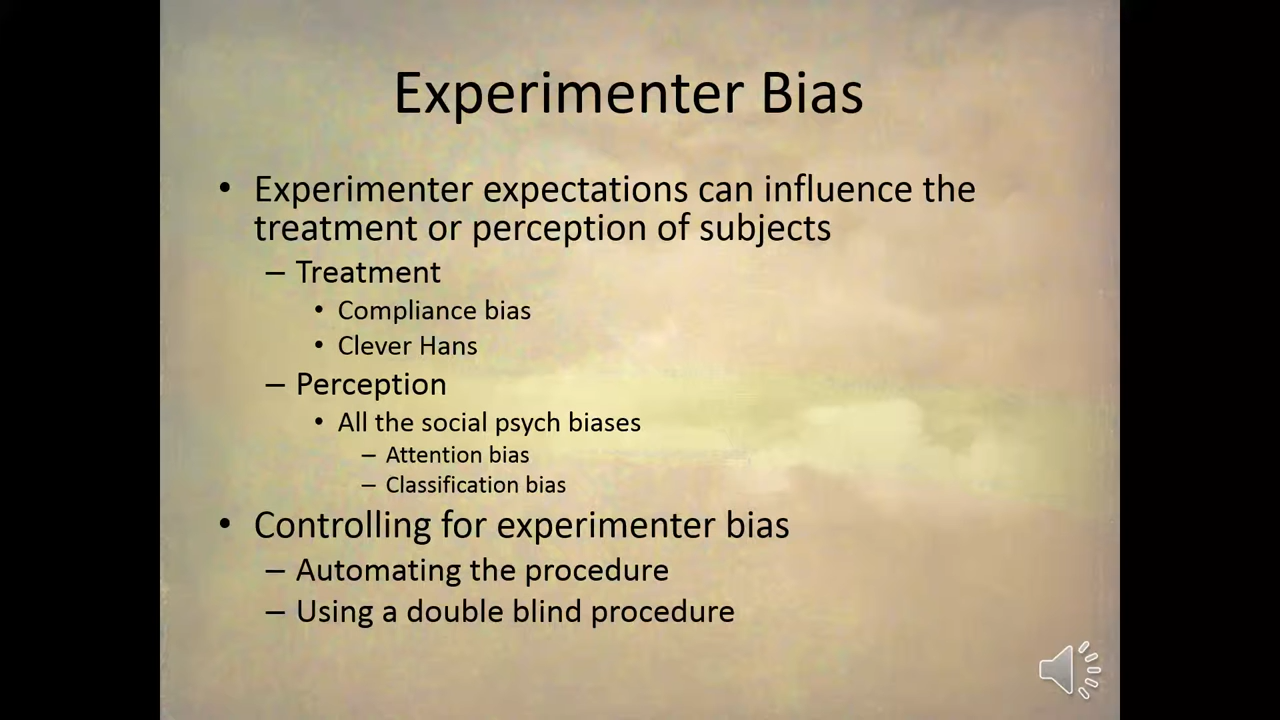 Experimenter Bias
• Experimenter expectations can influence the
treatment or perception of subjects
– Treatment
• Compliance bias
• Clever Hans
– Perception
• All the social psych biases
– Attention bias
– Classification bias
• Controlling for experimenter bias
– Automating the procedure
– Using a double blind procedure